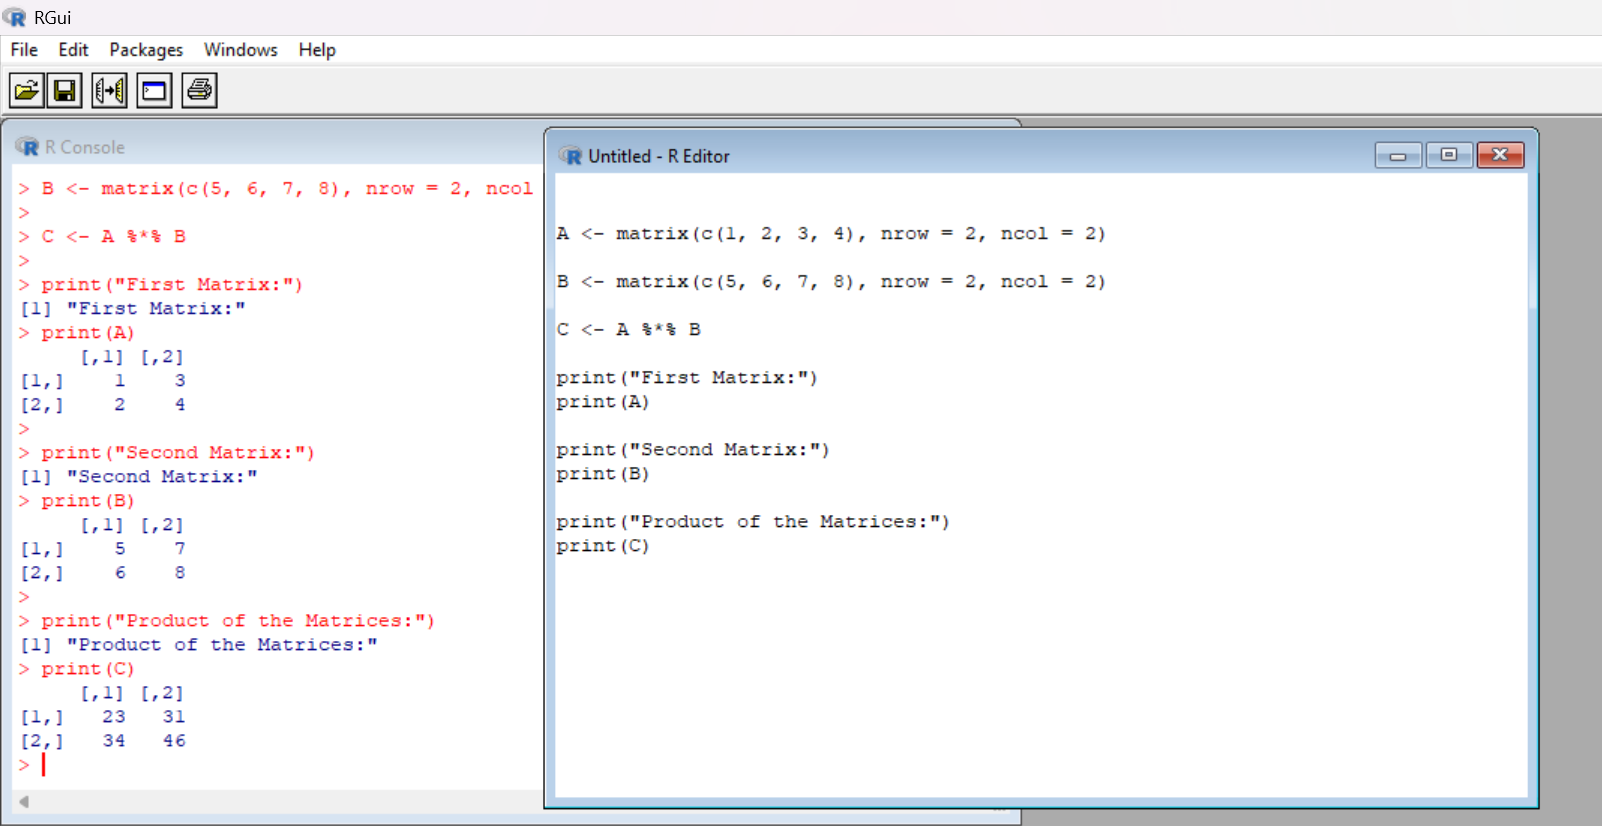 RGui
File Edit Packages Windows Help
R Console
> B <- matrix(c(5, 6, 7, 8), nrow = 2, ncol
>
> C <- A %*% B
>
> print("First Matrix:")
[1] "First Matrix:"
> print(A)
     [,1] [,2]
[1,]    1    3
[2,]    2    4
>
> print("Second Matrix:")
[1] "Second Matrix:"
> print(B)
     [,1] [,2]
[1,]    5    7
[2,]    6    8
>
> print("Product of the Matrices:")
[1] "Product of the Matrices:"
> print(C)
     [,1] [,2]
[1,]   23   31
[2,]   34   46
>
Untitled - R Editor
A <- matrix(c(1, 2, 3, 4), nrow = 2, ncol = 2)
B <- matrix(c(5, 6, 7, 8), nrow = 2, ncol = 2)
C <- A %*% B
print("First Matrix:")
print(A)
print("Second Matrix:")
print(B)
print("Product of the Matrices:")
print(C)